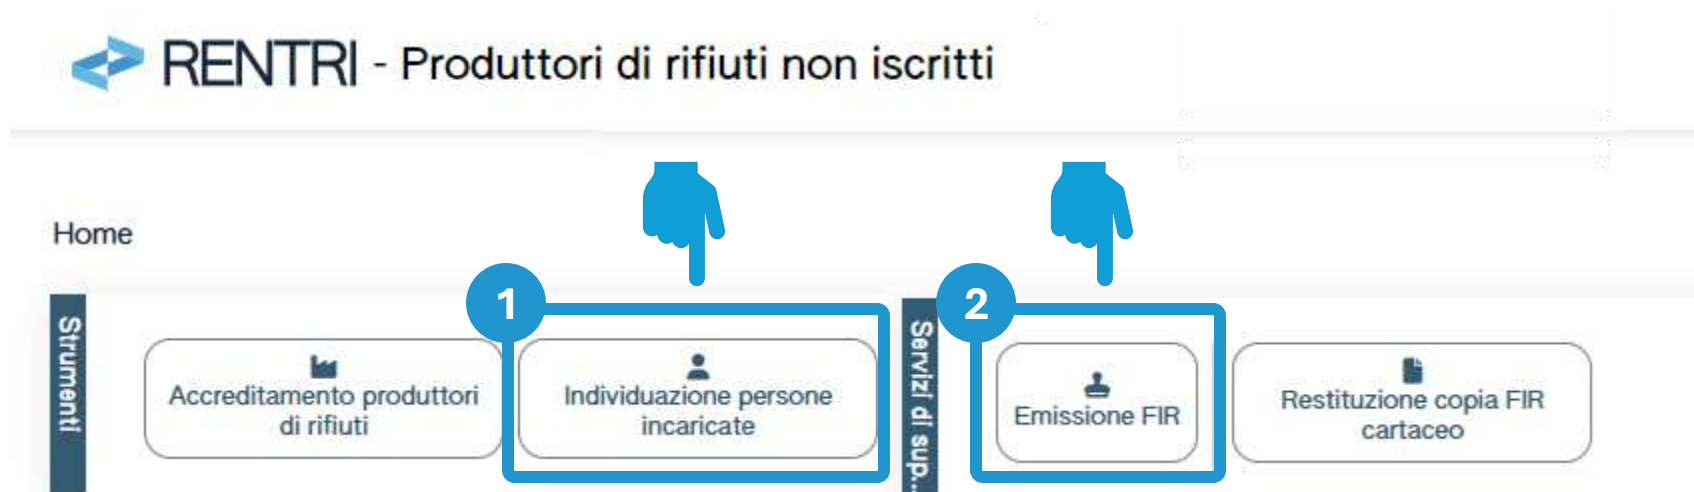 RENTRI - Produttori di rifiuti non iscritti
Home
1
2
Strumenti
Accreditamento produttori
di rifiuti
Individuazione persone
incaricate
Servizi di sup...
Emissione FIR
Restituzione copia FIR
cartaceo